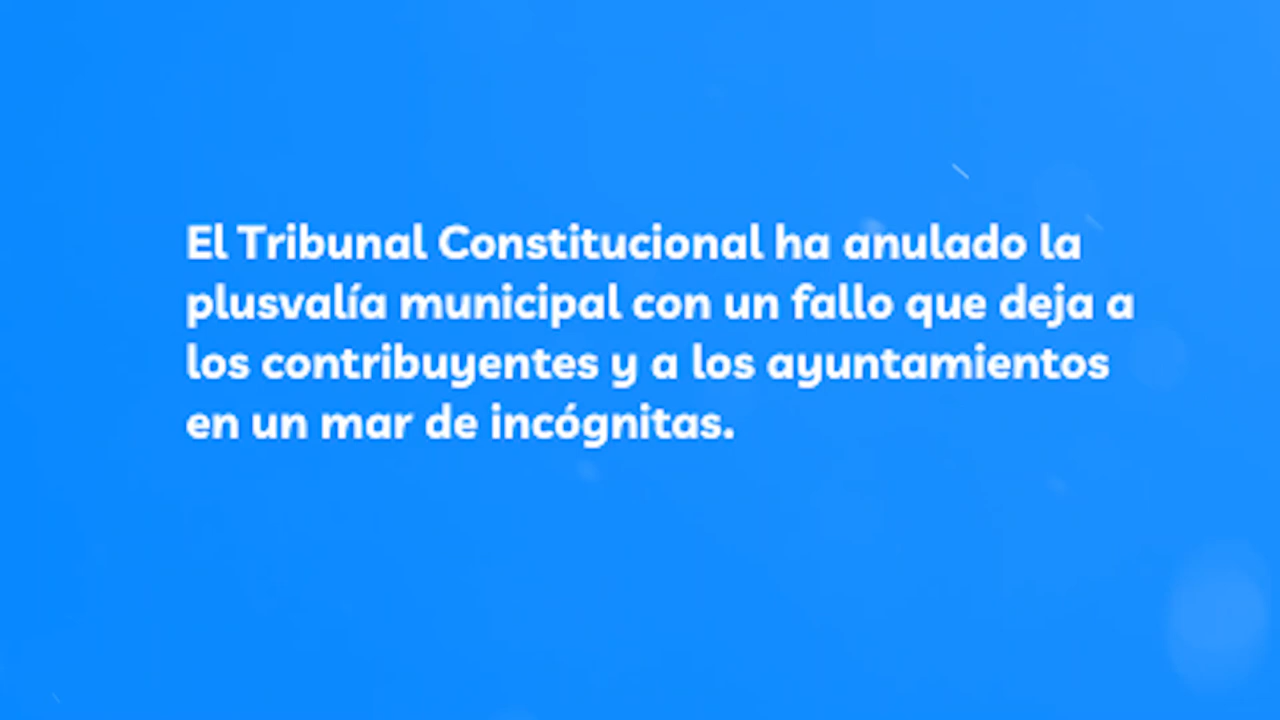 El Tribunal Constitucional ha anulado la
plusvalía municipal con un fallo que deja a
los contribuyentes y a los ayuntamientos
en un mar de incógnitas.